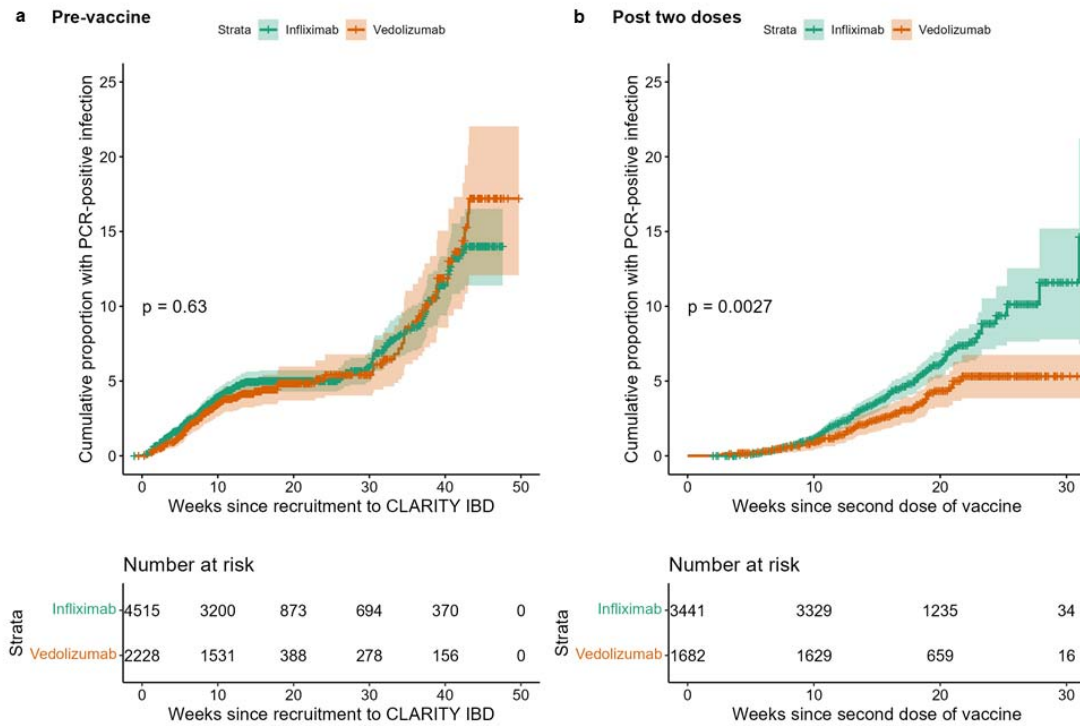 a Pre-vaccine
Strata Infliximab Vedolizumab
Cumulative proportion with PCR-positive infection
25
20
15
10
5
0
p = 0.63
0 10 20 30 40 50
Weeks since recruitment to CLARITY IBD
Number at risk
Strata
Infliximab 4515 3200 873 694 370 0
Vedolizumab 2228 1531 388 278 156 0
0 10 20 30 40 50
Weeks since recruitment to CLARITY IBD
b Post two doses
Strata Infliximab Vedolizumab
Cumulative proportion with PCR-positive infection
25
20
15
10
5
0
p = 0.0027
0 10 20 30
Weeks since second dose of vaccine
Number at risk
Strata
Infliximab 3441 3329 1235 34
Vedolizumab 1682 1629 659 16
0 10 20 30
Weeks since second dose of vaccine